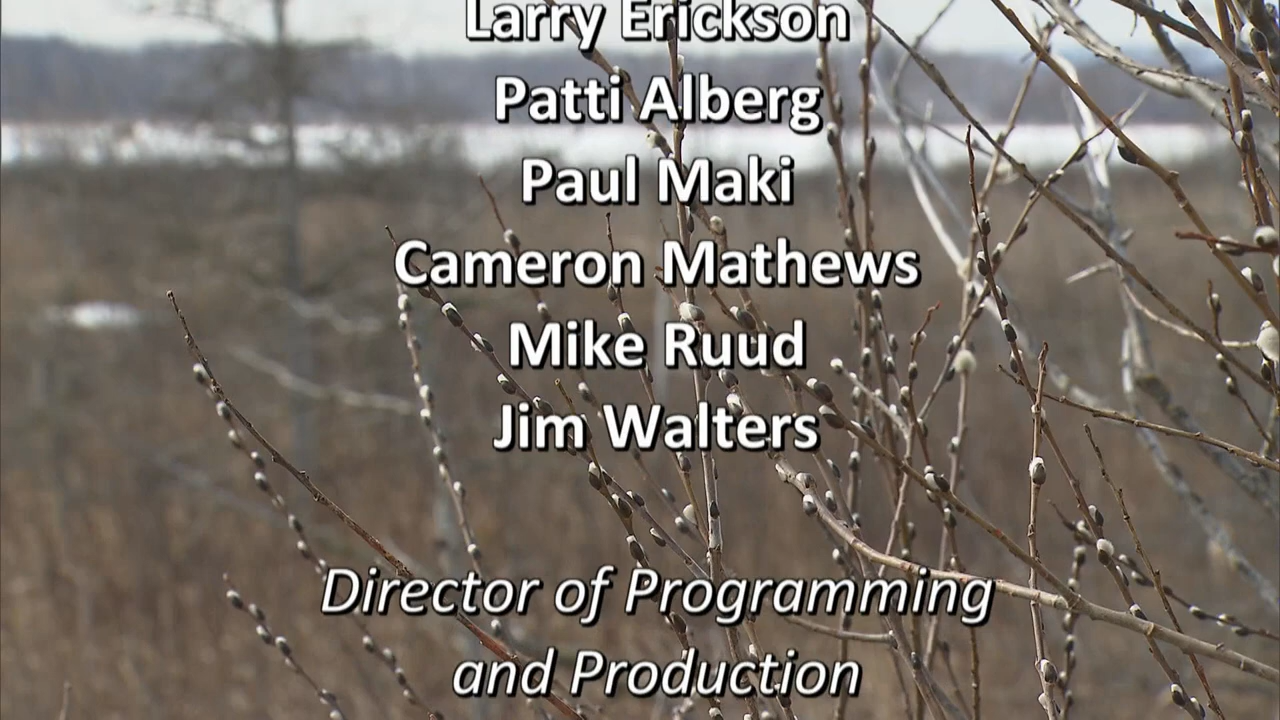 Larry Erickson
Patti Alberg
Paul Maki
Cameron Mathews
Mike Ruud
Jim Walters
Director of Programming
and Production